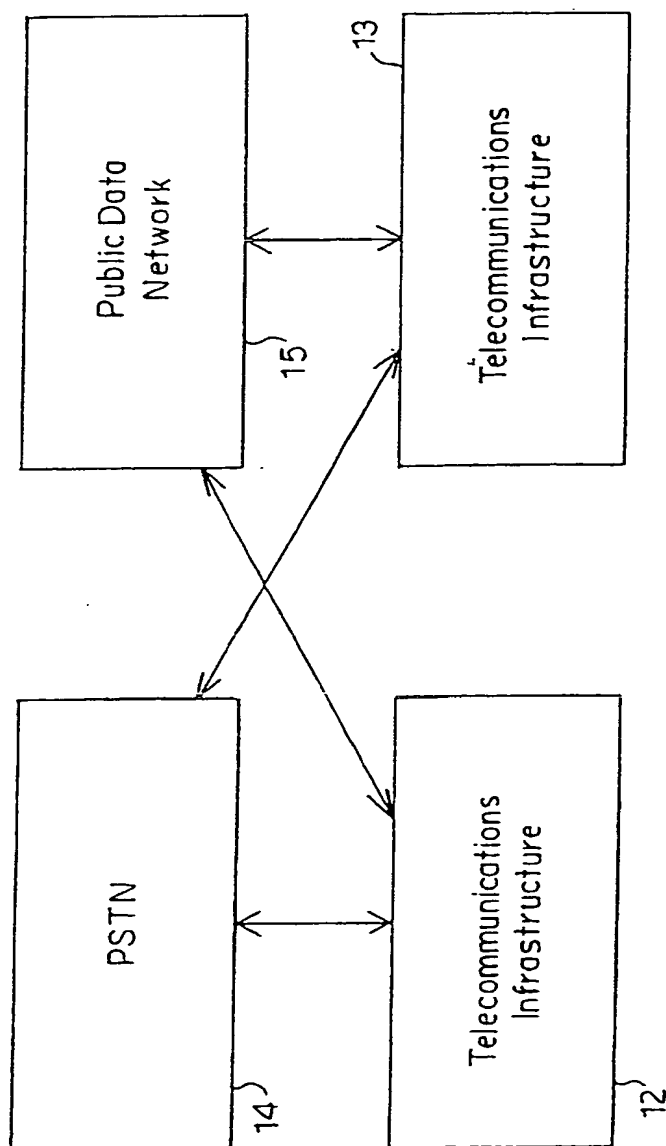 PSTN
14
Public Data
Network
15
Telecommunications
Infrastructure
12
Telecommunications
Infrastructure
13